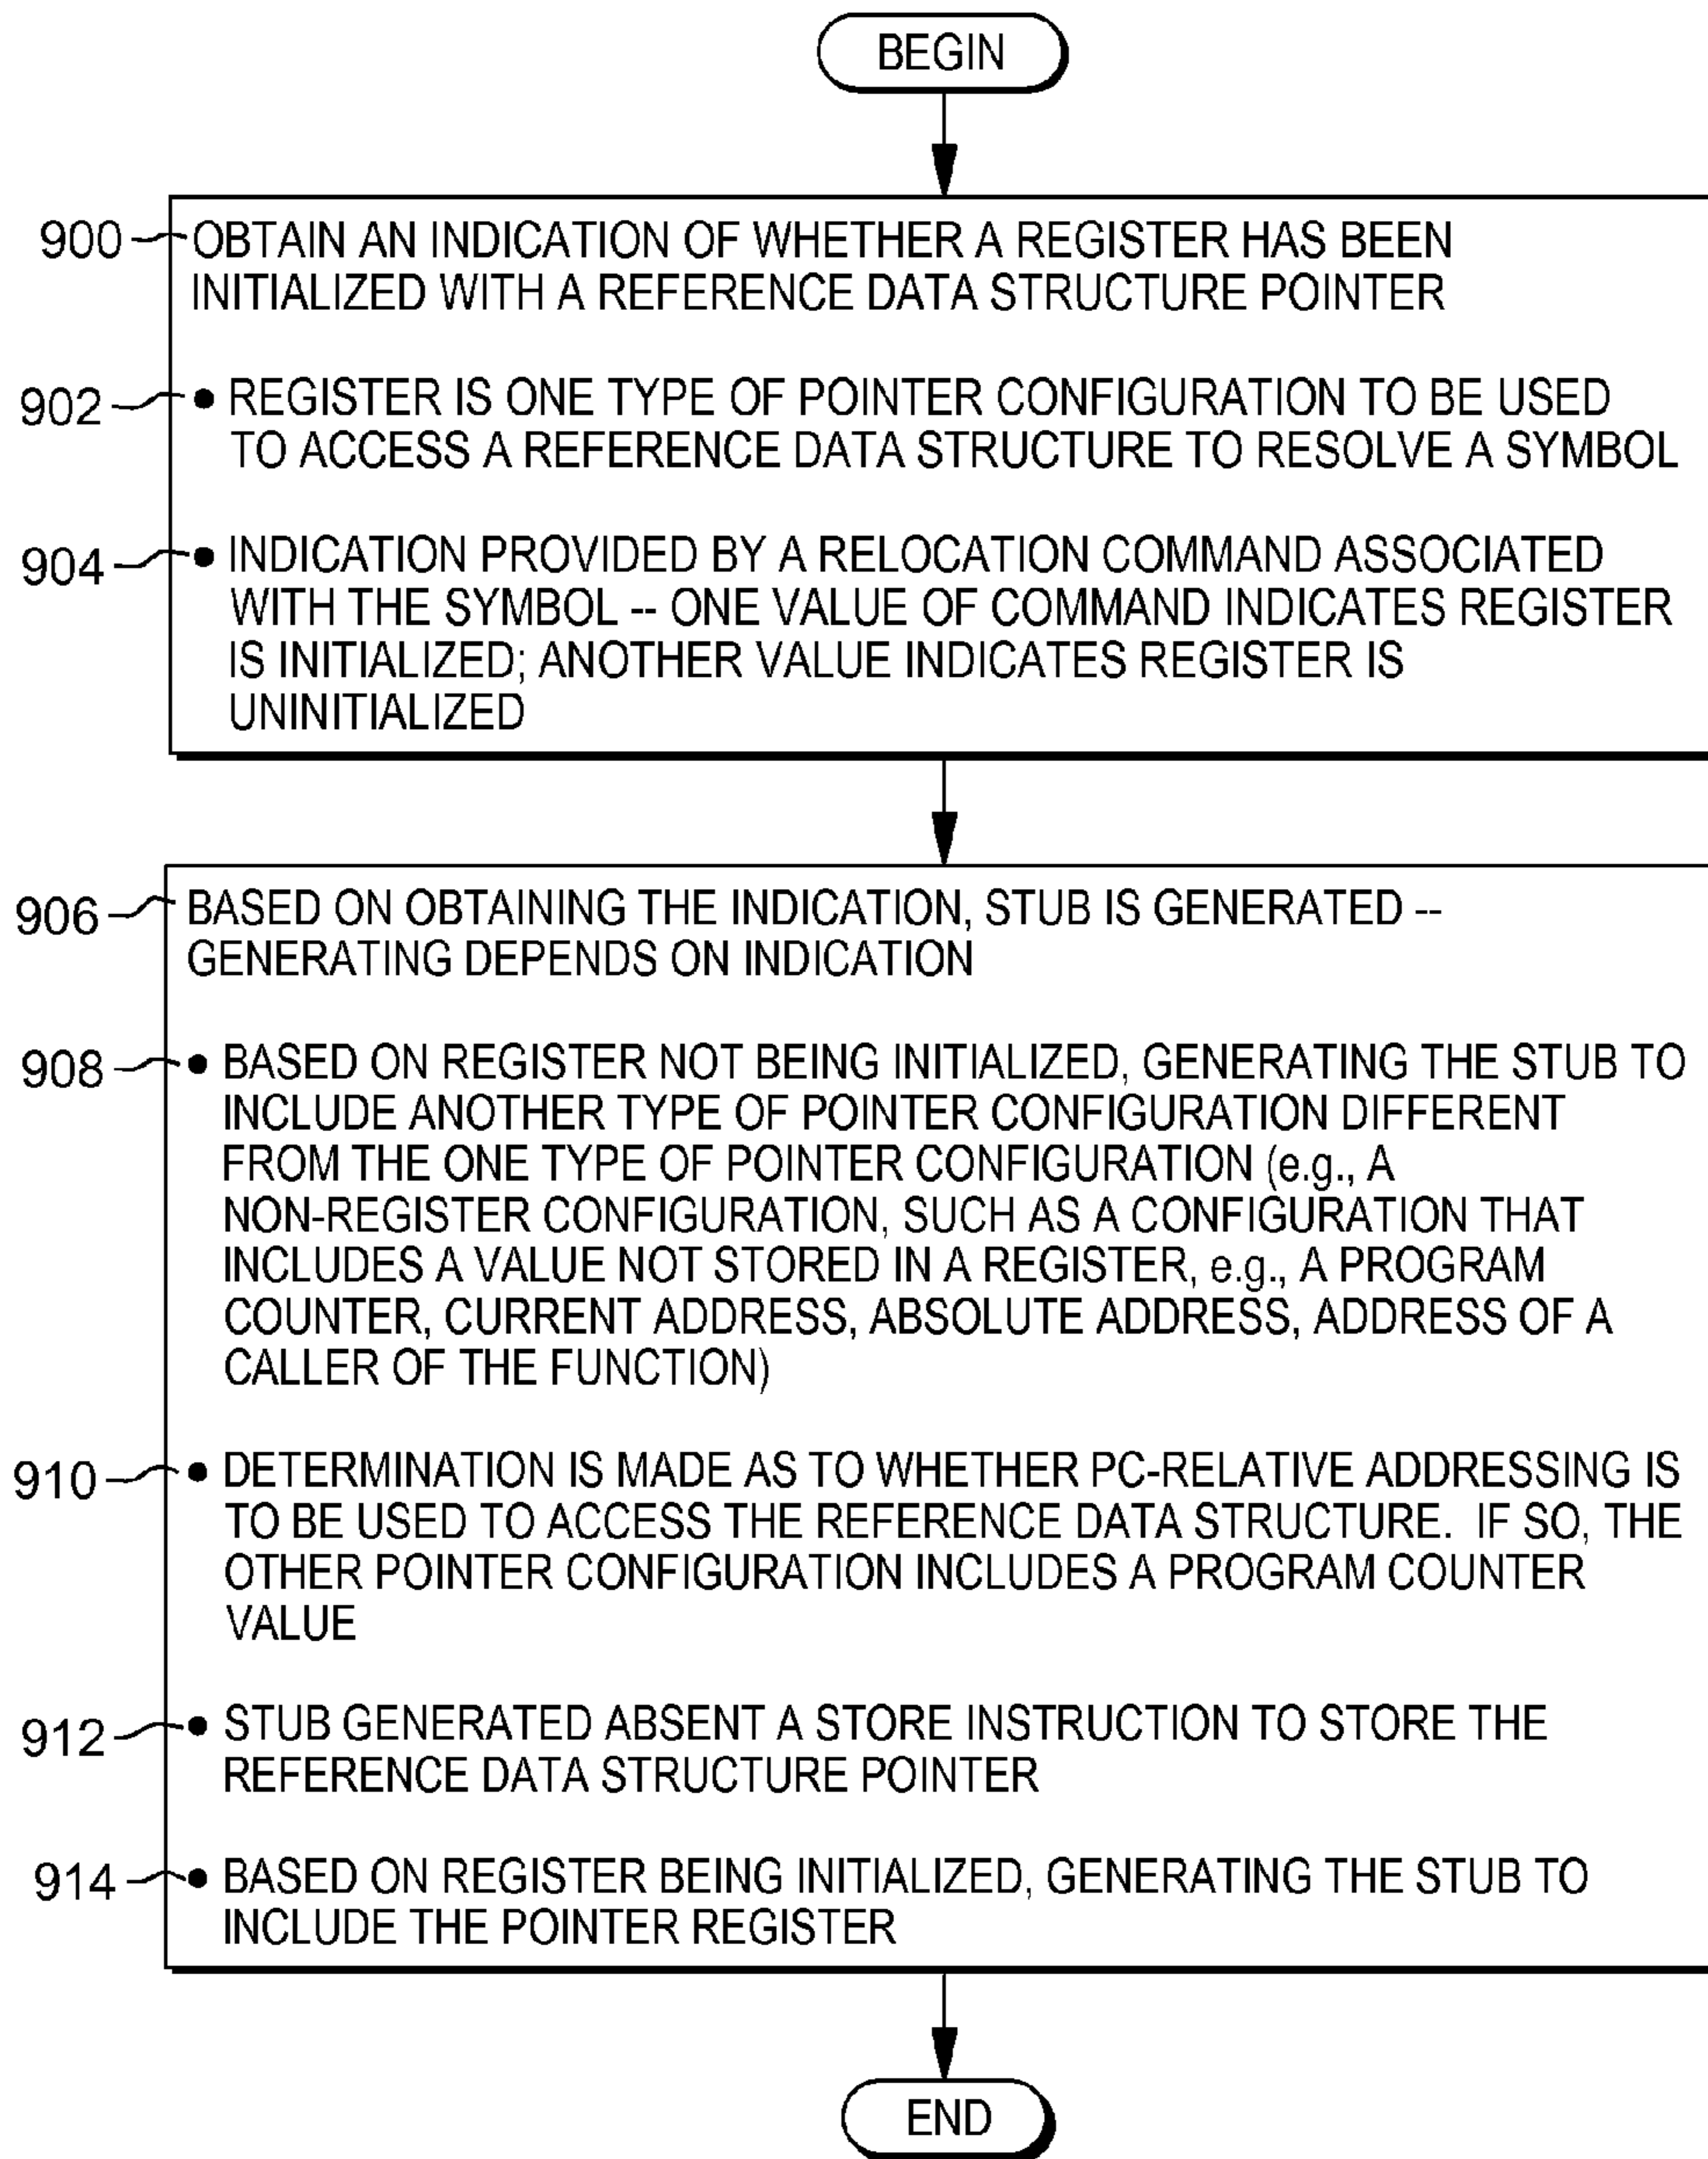 BEGIN
900 OBTAIN AN INDICATION OF WHETHER A REGISTER HAS BEEN
INITIALIZED WITH A REFERENCE DATA STRUCTURE POINTER
902 • REGISTER IS ONE TYPE OF POINTER CONFIGURATION TO BE USED
TO ACCESS A REFERENCE DATA STRUCTURE TO RESOLVE A SYMBOL
904 • INDICATION PROVIDED BY A RELOCATION COMMAND ASSOCIATED
WITH THE SYMBOL -- ONE VALUE OF COMMAND INDICATES REGISTER
IS INITIALIZED; ANOTHER VALUE INDICATES REGISTER IS
UNINITIALIZED
906 BASED ON OBTAINING THE INDICATION, STUB IS GENERATED --
GENERATING DEPENDS ON INDICATION
908 • BASED ON REGISTER NOT BEING INITIALIZED, GENERATING THE STUB TO
INCLUDE ANOTHER TYPE OF POINTER CONFIGURATION DIFFERENT
FROM THE ONE TYPE OF POINTER CONFIGURATION (e.g., A
NON-REGISTER CONFIGURATION, SUCH AS A CONFIGURATION THAT
INCLUDES A VALUE NOT STORED IN A REGISTER, e.g., A PROGRAM
COUNTER, CURRENT ADDRESS, ABSOLUTE ADDRESS, ADDRESS OF A
CALLER OF THE FUNCTION)
910 • DETERMINATION IS MADE AS TO WHETHER PC-RELATIVE ADDRESSING IS
TO BE USED TO ACCESS THE REFERENCE DATA STRUCTURE. IF SO, THE
OTHER POINTER CONFIGURATION INCLUDES A PROGRAM COUNTER
VALUE
912 • STUB GENERATED ABSENT A STORE INSTRUCTION TO STORE THE
REFERENCE DATA STRUCTURE POINTER
914 • BASED ON REGISTER BEING INITIALIZED, GENERATING THE STUB TO
INCLUDE THE POINTER REGISTER
END